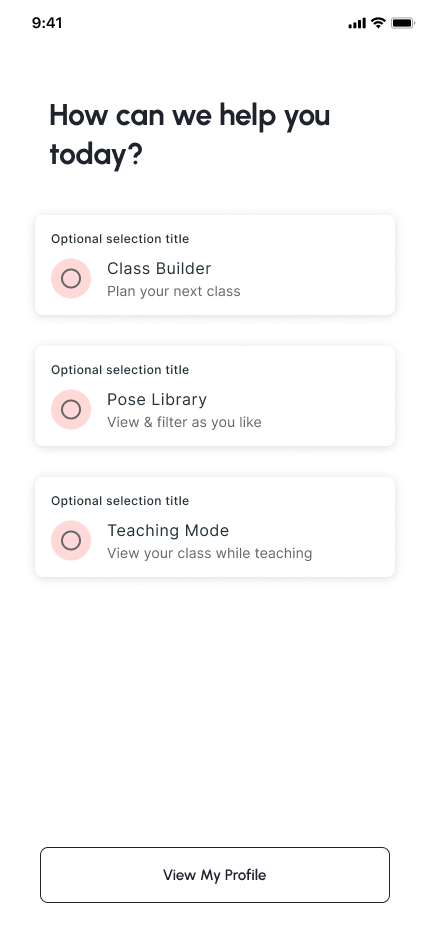 9:41
How can we help you
today?
Optional selection title
Class Builder
Plan your next class
Optional selection title
Pose Library
View & filter as you like
Optional selection title
Teaching Mode
View your class while teaching
View My Profile